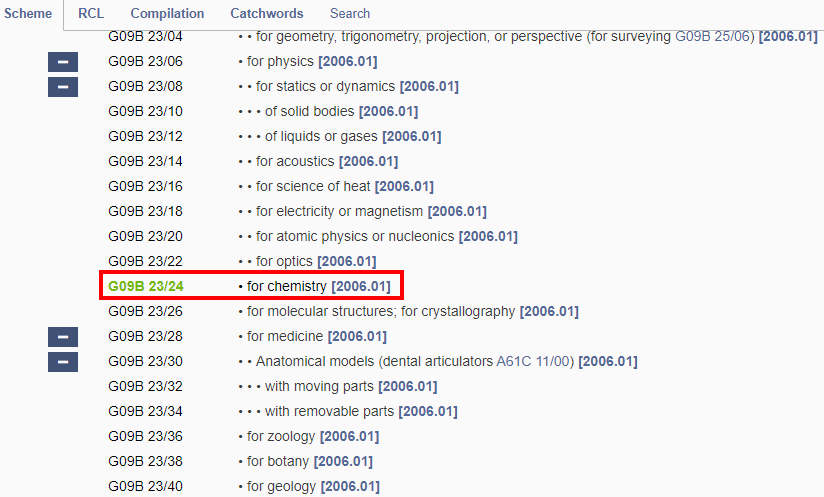 Scheme RCL Compilation Catchwords Search
G09B 23/04 • • for geometry, trigonometry, projection, or perspective (for surveying G09B 25/06) [2006.01]
G09B 23/06 • for physics [2006.01]
G09B 23/08 • • for statics or dynamics [2006.01]
G09B 23/10 • • • of solid bodies [2006.01]
G09B 23/12 • • • of liquids or gases [2006.01]
G09B 23/14 • • for acoustics [2006.01]
G09B 23/16 • • for science of heat [2006.01]
G09B 23/18 • • for electricity or magnetism [2006.01]
G09B 23/20 • • for atomic physics or nucleonics [2006.01]
G09B 23/22 • • for optics [2006.01]
G09B 23/24 • for chemistry [2006.01]
G09B 23/26 • for molecular structures; for crystallography [2006.01]
G09B 23/28 • for medicine [2006.01]
G09B 23/30 • • Anatomical models (dental articulators A61C 11/00) [2006.01]
G09B 23/32 • • • with moving parts [2006.01]
G09B 23/34 • • • with removable parts [2006.01]
G09B 23/36 • for zoology [2006.01]
G09B 23/38 • for botany [2006.01]
G09B 23/40 • for geology [2006.01]